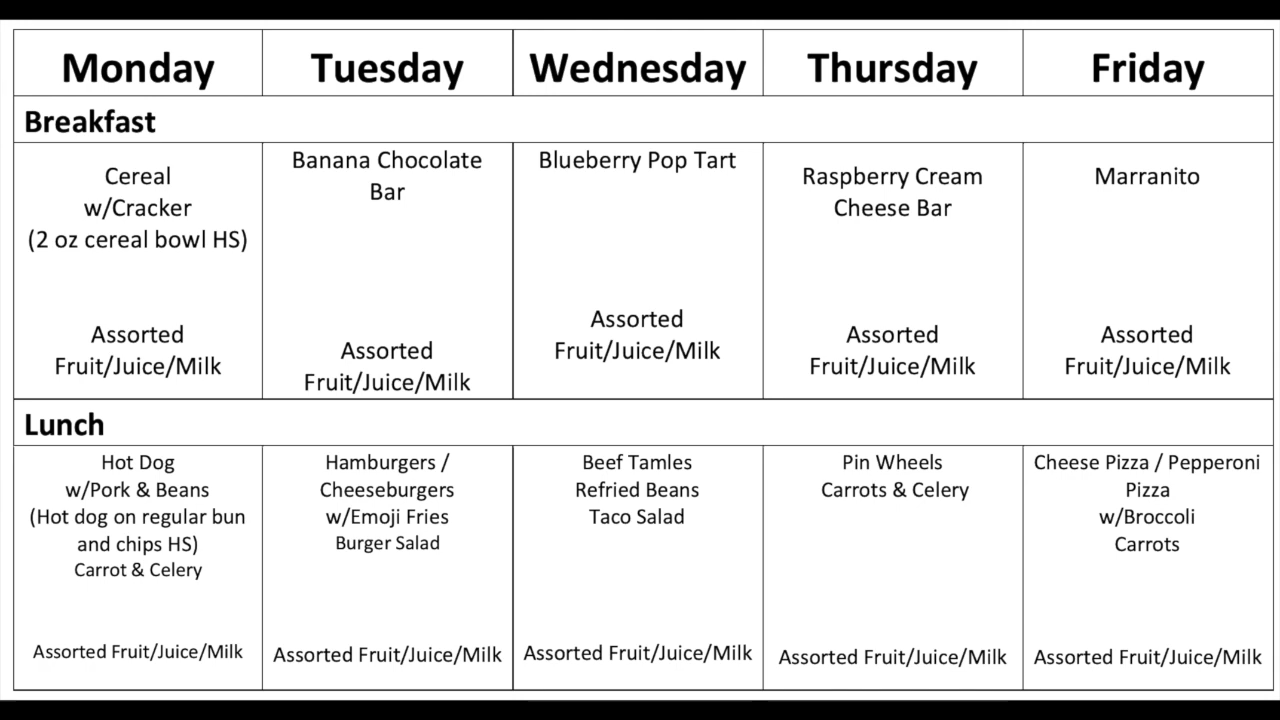 Monday
Tuesday
Wednesday
Thursday
Friday
Breakfast
Cereal
w/Cracker
(2 oz cereal bowl HS)
Assorted
Fruit/Juice/Milk
Banana Chocolate
Bar
Assorted
Fruit/Juice/Milk
Blueberry Pop Tart
Assorted
Fruit/Juice/Milk
Raspberry Cream
Cheese Bar
Assorted
Fruit/Juice/Milk
Marranito
Assorted
Fruit/Juice/Milk
Lunch
Hot Dog
w/Pork & Beans
(Hot dog on regular bun
and chips HS)
Carrot & Celery
Assorted Fruit/Juice/Milk
Hamburgers /
Cheeseburgers
w/Emoji Fries
Burger Salad
Assorted Fruit/Juice/Milk
Beef Tamles
Refried Beans
Taco Salad
Assorted Fruit/Juice/Milk
Pin Wheels
Carrots & Celery
Assorted Fruit/Juice/Milk
Cheese Pizza / Pepperoni
Pizza
w/Broccoli
Carrots
Assorted Fruit/Juice/Milk